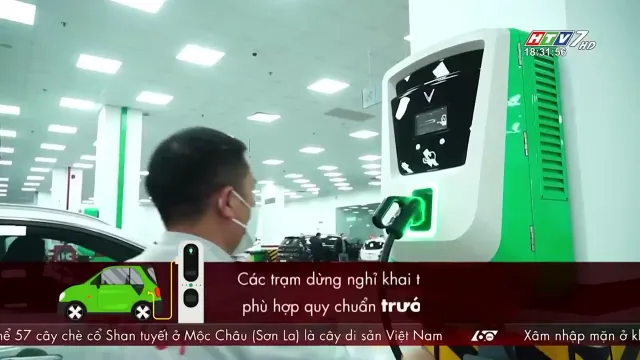 HTV7 HD
18:31:56
Các trạm dừng nghỉ khai t
phù hợp quy chuẩn trướ
hể 57 cây chè cổ Shan tuyết ở Mộc Châu (Sơn La) là cây di sản Việt Nam
Xâm nhập mặn ở k